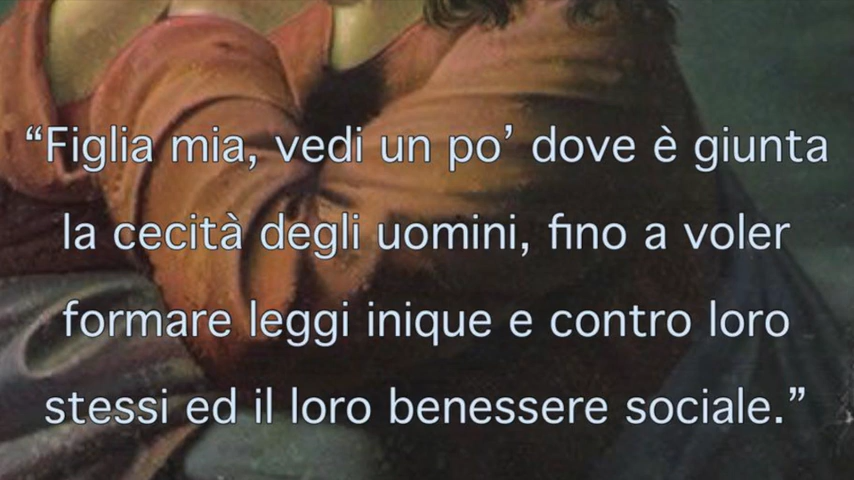 “Figlia mia, vedi un po’ dove è giunta
la cecità degli uomini, fino a voler
formare leggi inique e contro loro
stessi ed il loro benessere sociale.”